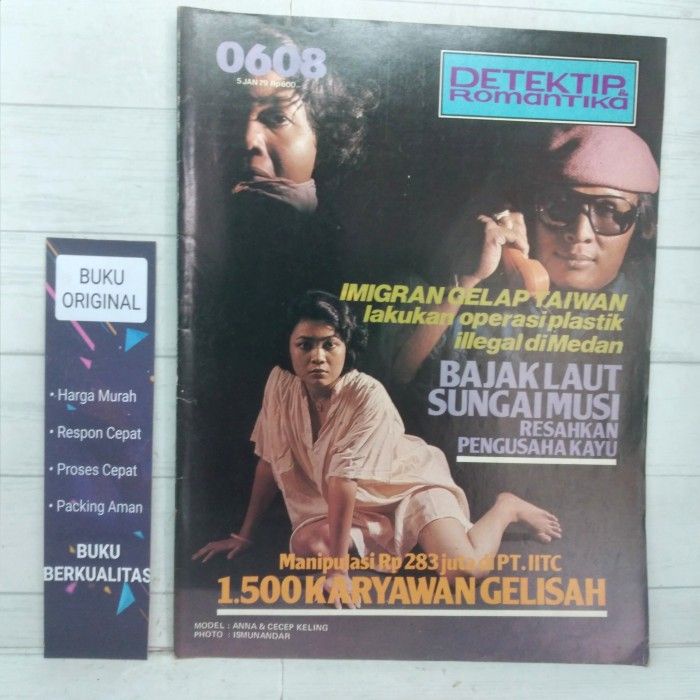 0608
5 JAN 79 Rp600
DETEKTIP &
ROMANTIKA
IMIGRAN GELAP TAIWAN
lakukan operasi plastik
illegal di Medan
BAJAK LAUT
SUNGAI MUSI
RESAHKAN
PENGUSAHA KAYU
Manipulasi Rp 283 juta di PT. IITC
1.500 KARYAWAN GELISAH
MODEL : ANNA & CECEP KELING
PHOTO : ISMUNANDAR
BUKU
ORIGINAL
• Harga Murah
• Respon Cepat
• Proses Cepat
• Packing Aman
BUKU
BERKUALITAS